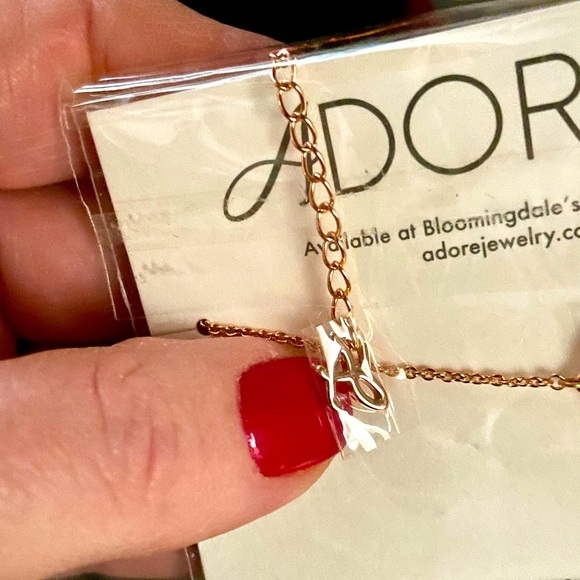 ADOR
Available at Bloomingdale's
adorejewelry.co